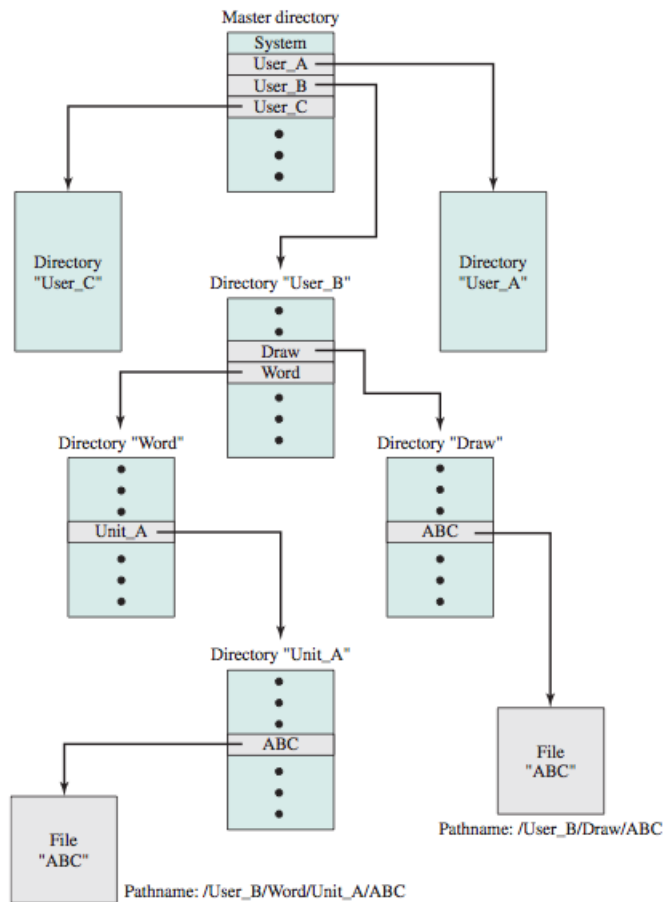 Master directory
System
User_A
User_B
User_C
Directory
"User_C"
Directory
"User_A"
Directory "User_B"
Draw
Word
Directory "Word"
Directory "Draw"
Unit_A
ABC
Directory "Unit_A"
ABC
File
"ABC"
Pathname: /User_B/Draw/ABC
File
"ABC"
Pathname: /User_B/Word/Unit_A/ABC